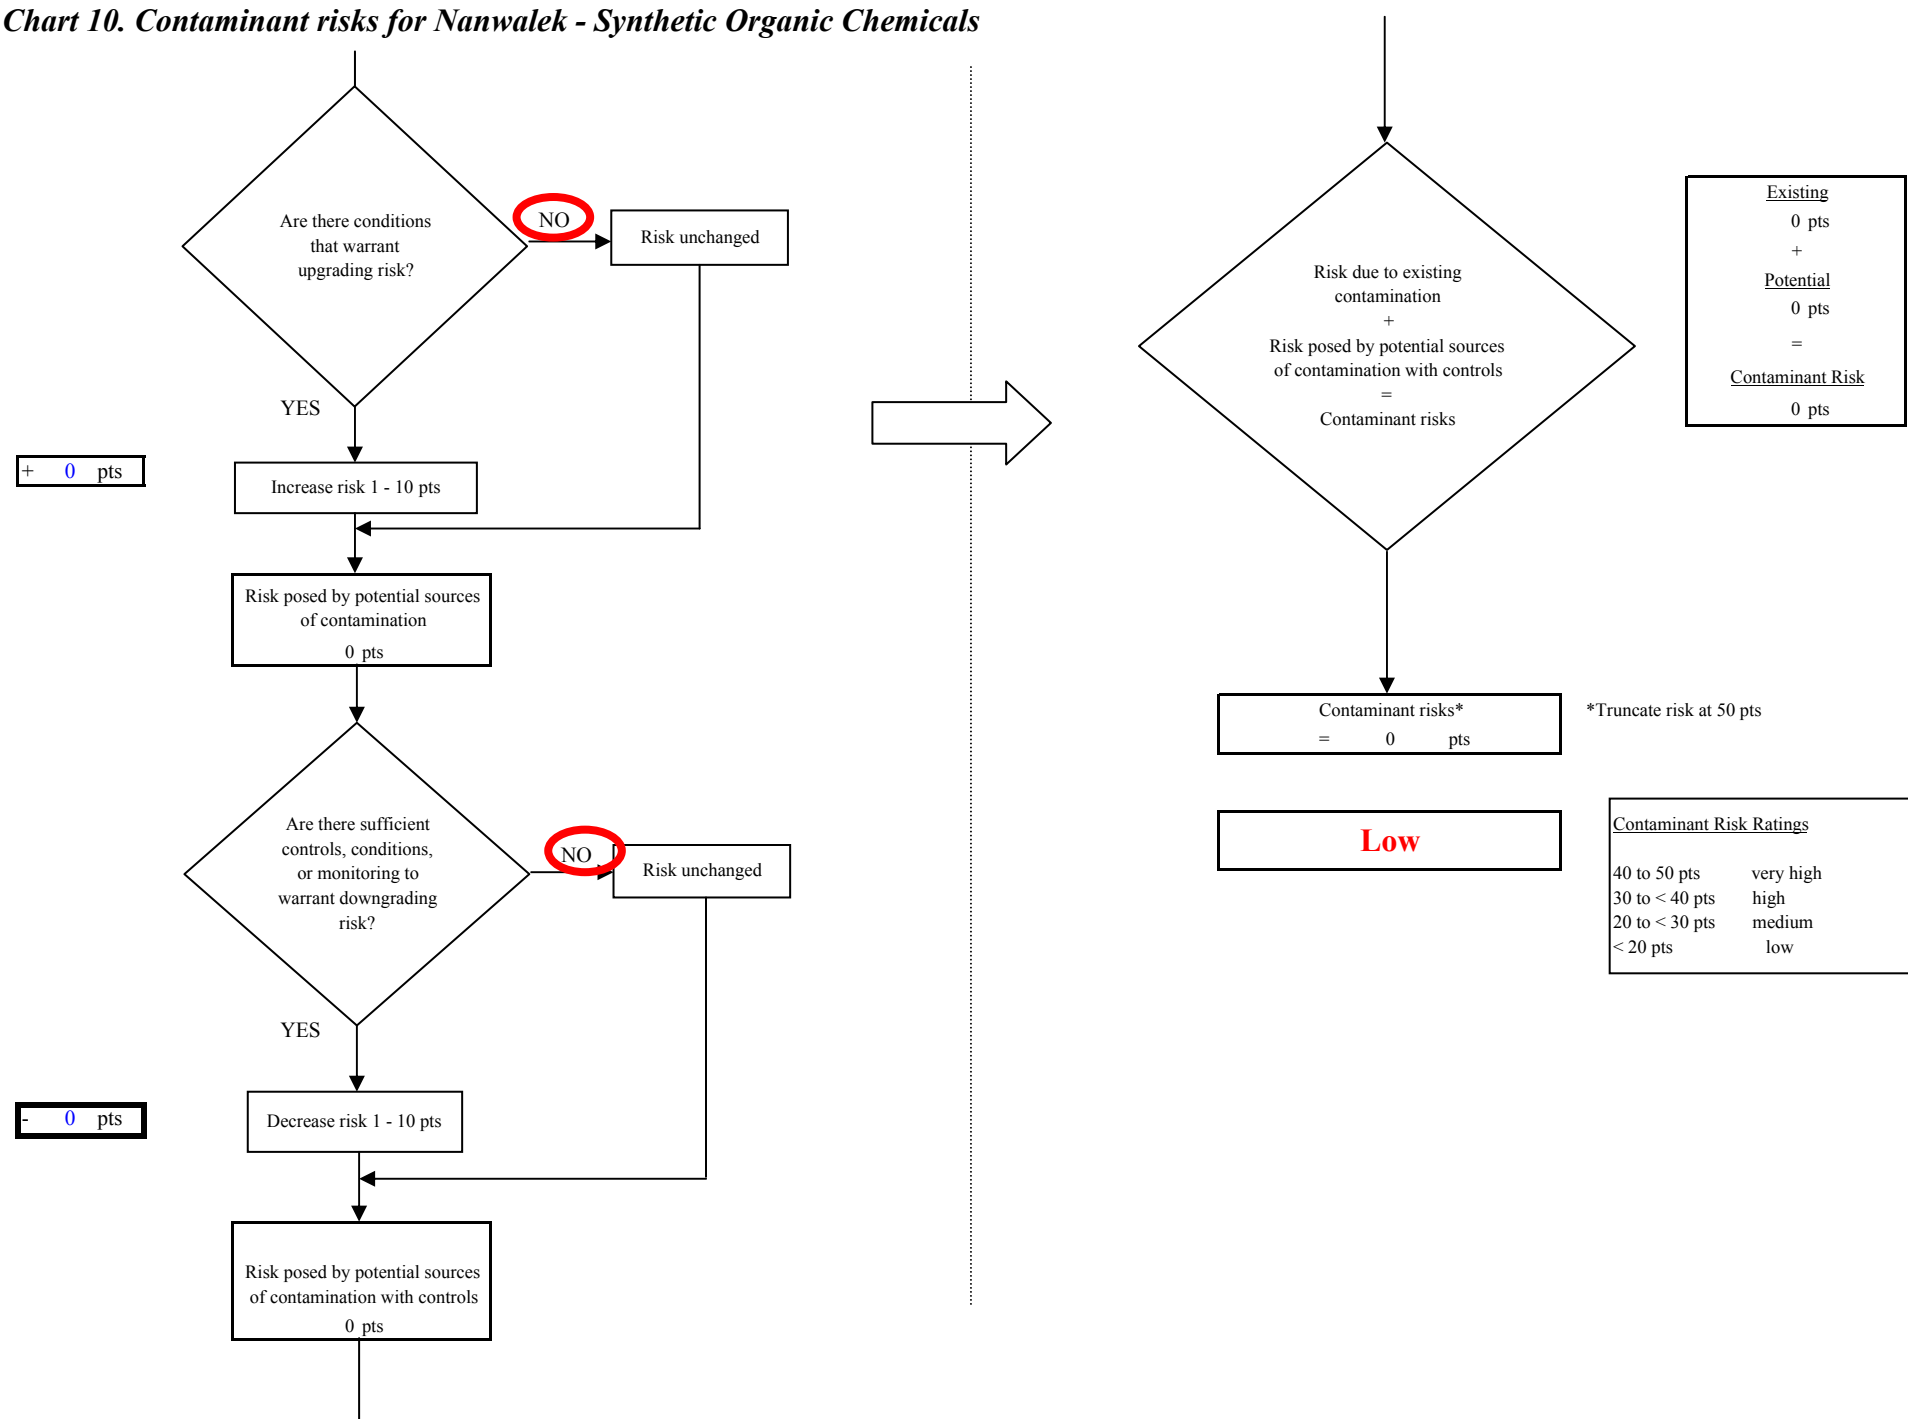 Chart 10. Contaminant risks for Nanwalek - Synthetic Organic Chemicals
Are there conditions
that warrant
upgrading risk?
NO
Risk unchanged
YES
+ 0 pts
Increase risk 1 - 10 pts
Risk posed by potential sources
of contamination
0 pts
Are there sufficient
controls, conditions,
or monitoring to
warrant downgrading
risk?
NO
Risk unchanged
YES
- 0 pts
Decrease risk 1 - 10 pts
Risk posed by potential sources
of contamination with controls
0 pts
Risk due to existing
contamination
+
Risk posed by potential sources
of contamination with controls
=
Contaminant risks
Existing
0 pts
+
Potential
0 pts
=
Contaminant Risk
0 pts
Contaminant risks*
= 0 pts
*Truncate risk at 50 pts
Low
Contaminant Risk Ratings
40 to 50 pts very high
30 to < 40 pts high
20 to < 30 pts medium
< 20 pts low